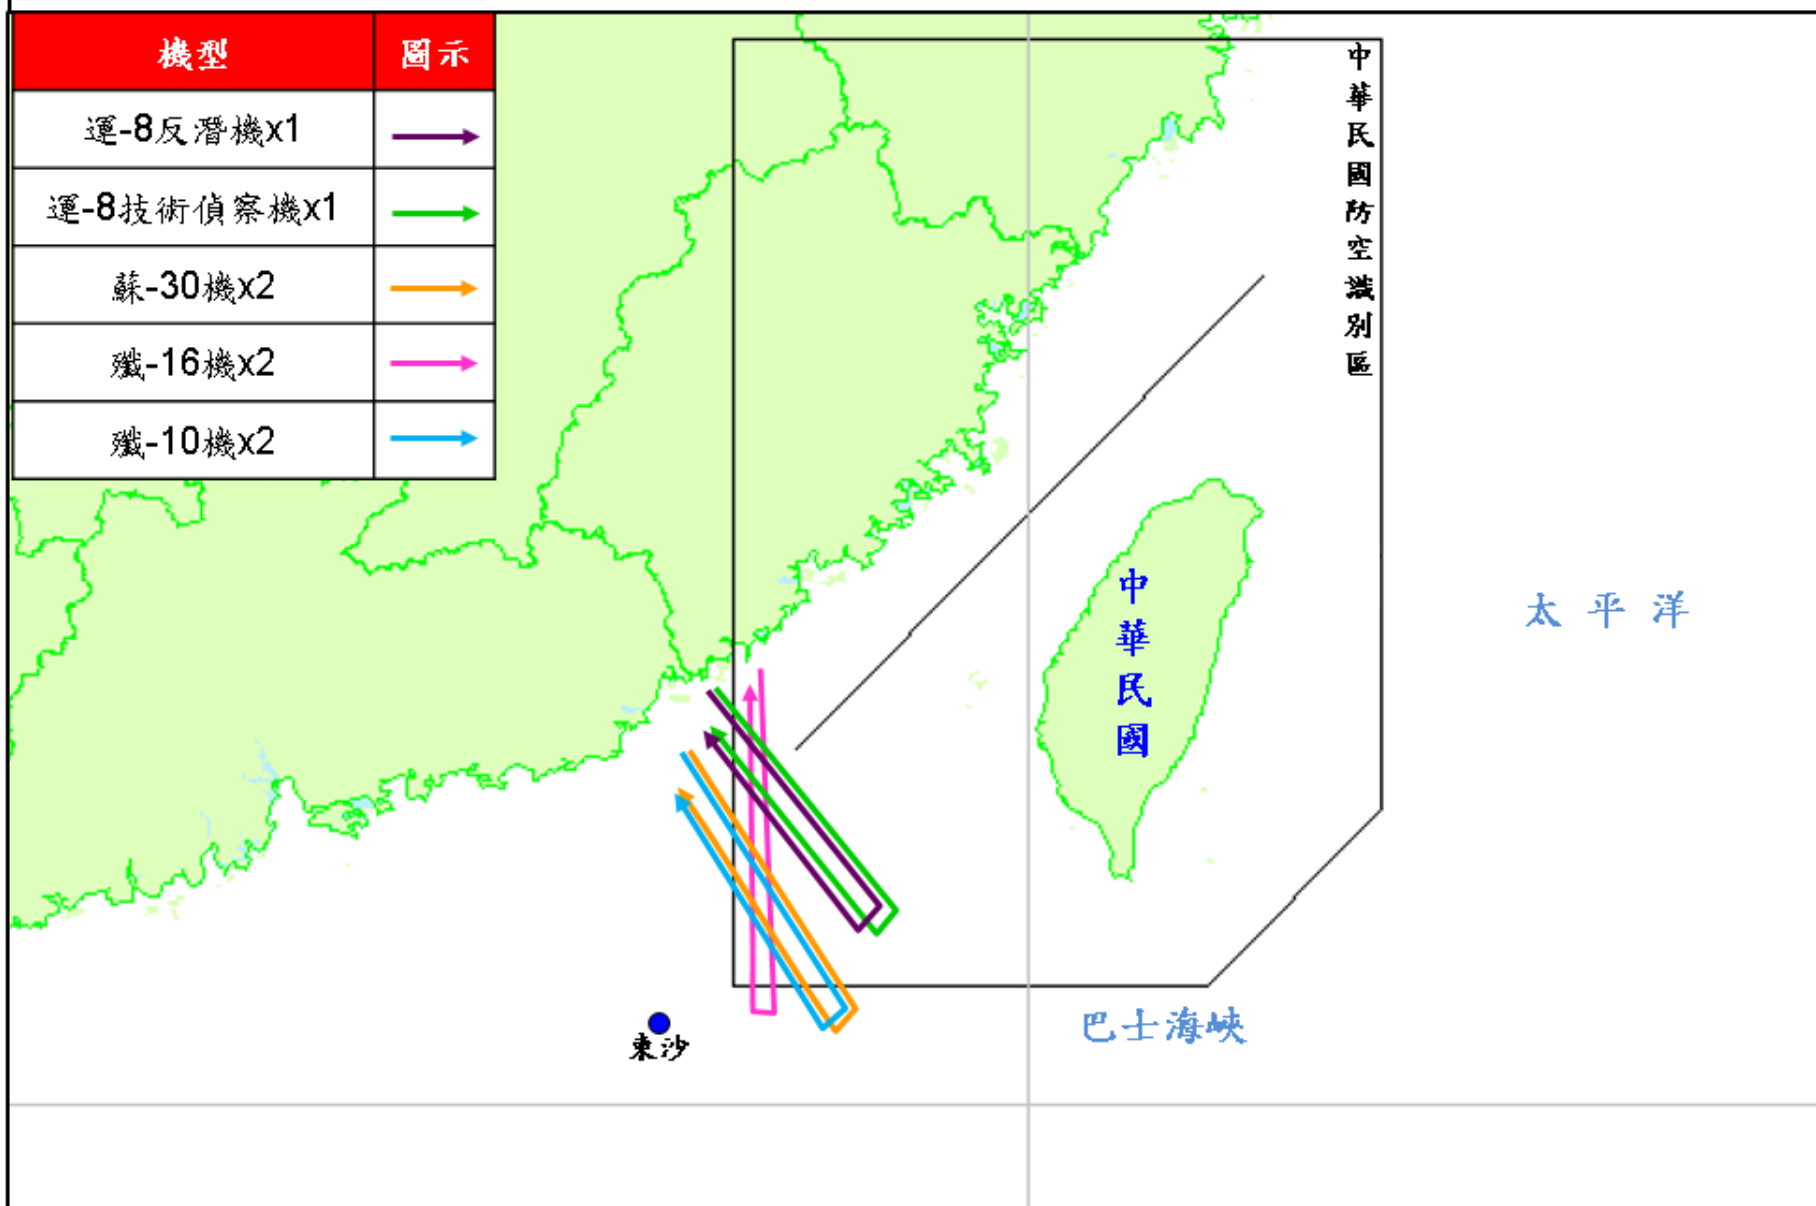 機型 圖示
運-8反潛機x1
運-8技術偵察機x1
蘇-30機x2
殲-16機x2
殲-10機x2
中華民國防空識別區
中華民國
太平洋
巴士海峽
東沙